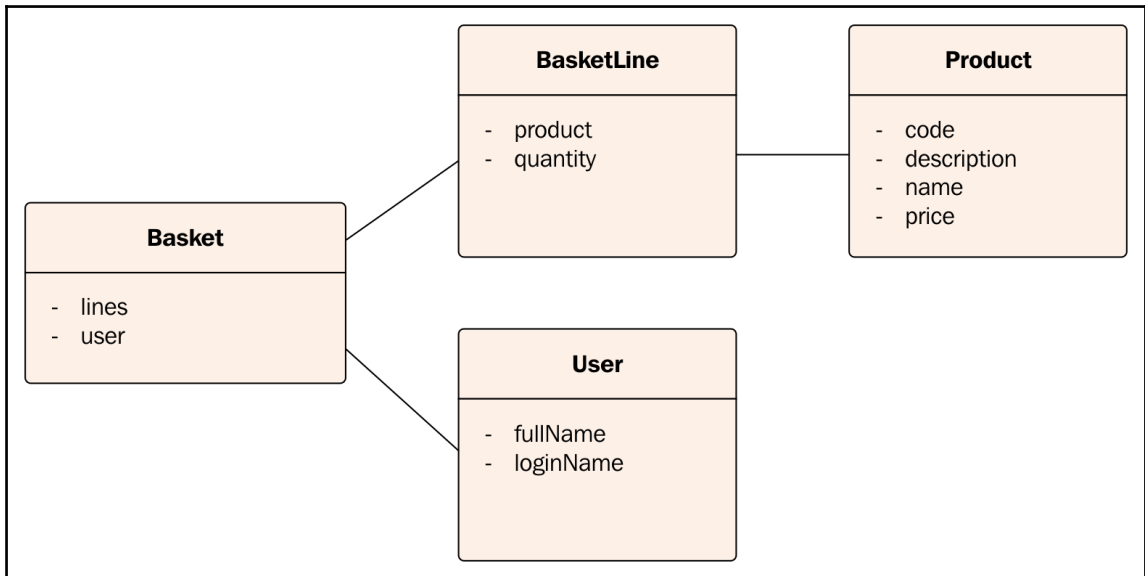 BasketLine
- product
- quantity
Product
- code
- description
- name
- price
Basket
- lines
- user
User
- fullName
- loginName